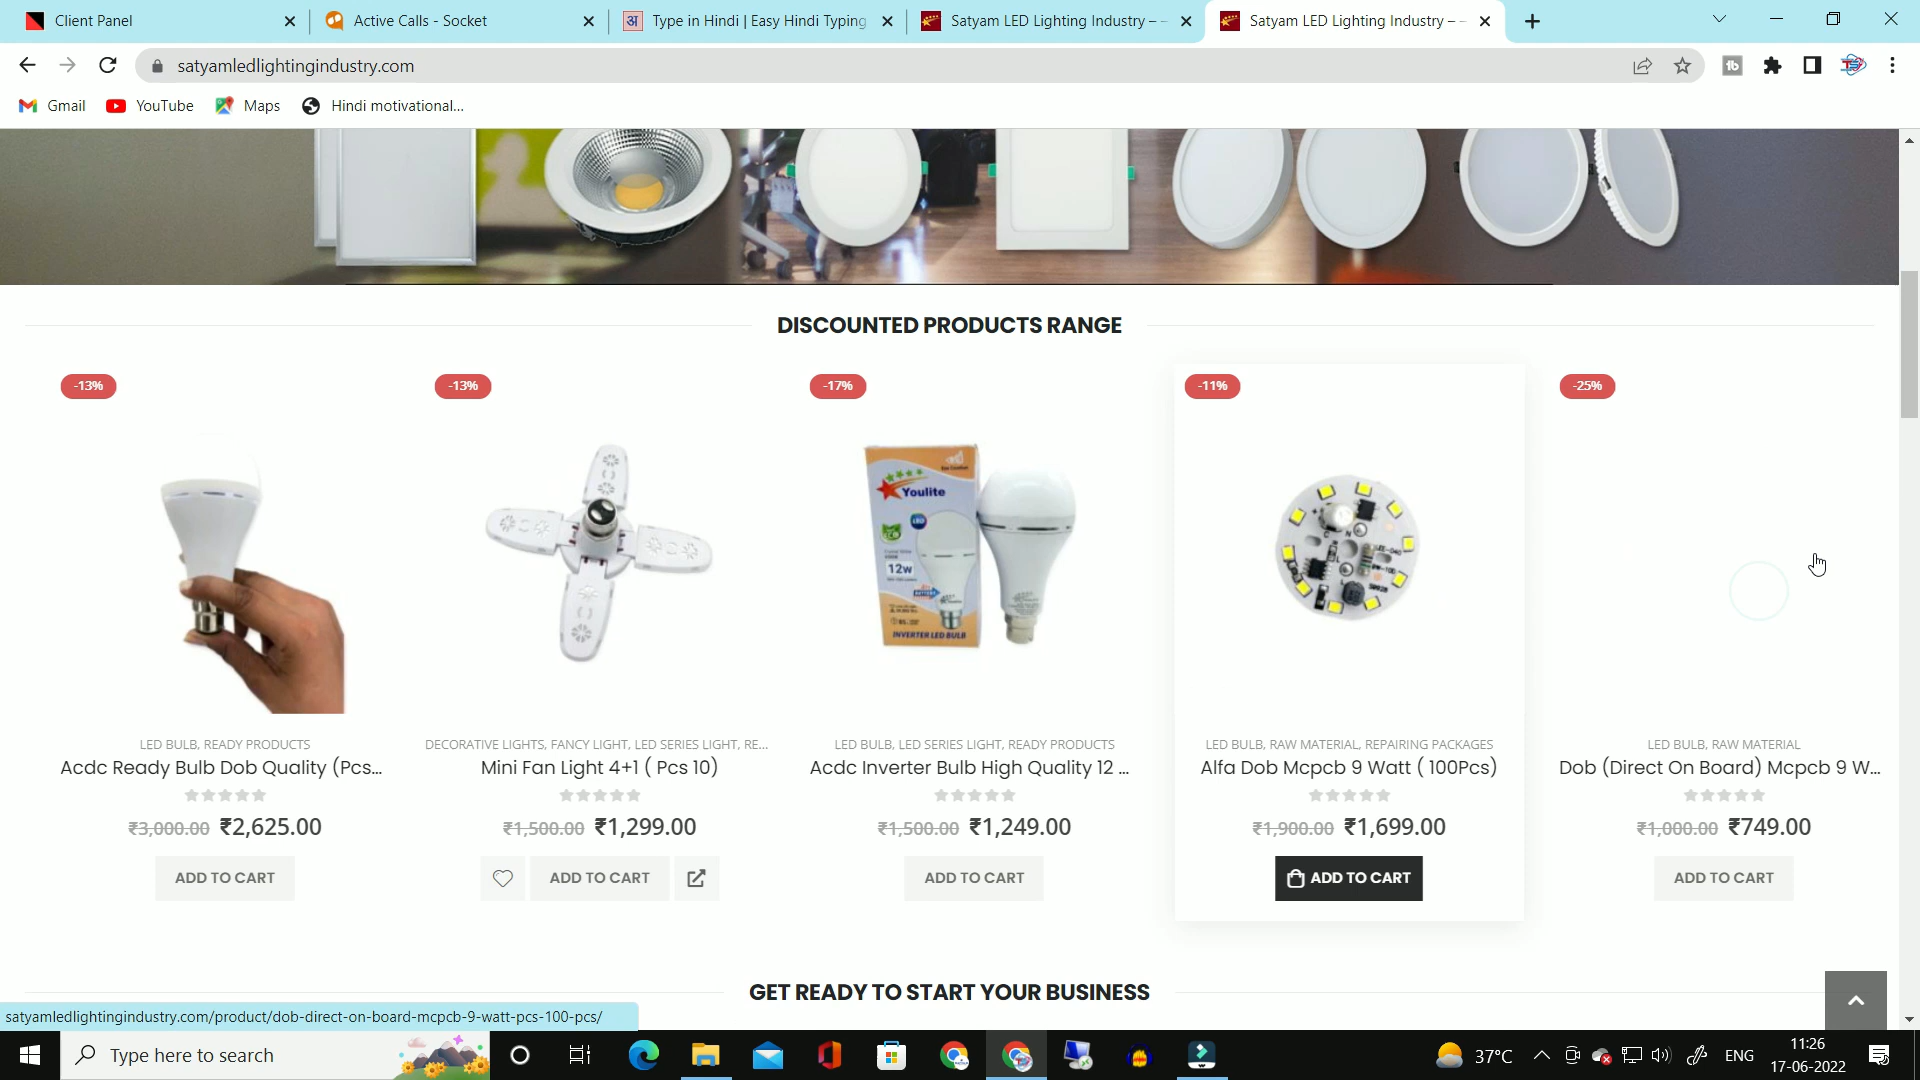 Client Panel
Active Calls - Socket
Type in Hindi | Easy Hindi Typing
Satyam LED Lighting Industry – –
Satyam LED Lighting Industry – –
satyamledlightingindustry.com
Gmail
YouTube
Maps
Hindi motivational...
DISCOUNTED PRODUCTS RANGE
-13%
-13%
-17%
-11%
-25%
Youlite
LED
12w
BATTERY
INVERTER LED BULB
LED BULB, READY PRODUCTS
DECORATIVE LIGHTS, FANCY LIGHT, LED SERIES LIGHT, RE...
LED BULB, LED SERIES LIGHT, READY PRODUCTS
LED BULB, RAW MATERIAL, REPAIRING PACKAGES
LED BULB, RAW MATERIAL
Acdc Ready Bulb Dob Quality (Pcs...
Mini Fan Light 4+1 ( Pcs 10)
Acdc Inverter Bulb High Quality 12 ...
Alfa Dob Mcpcb 9 Watt ( 100Pcs)
Dob (Direct On Board) Mcpcb 9 W...
₹3,000.00 ₹2,625.00
₹1,500.00 ₹1,299.00
₹1,500.00 ₹1,249.00
₹1,900.00 ₹1,699.00
₹1,000.00 ₹749.00
ADD TO CART
ADD TO CART
ADD TO CART
ADD TO CART
ADD TO CART
GET READY TO START YOUR BUSINESS
satyamledlightingindustry.com/product/dob-direct-on-board-mcpcb-9-watt-pcs-100-pcs/
Type here to search
37°C
ENG
11:26
17-06-2022